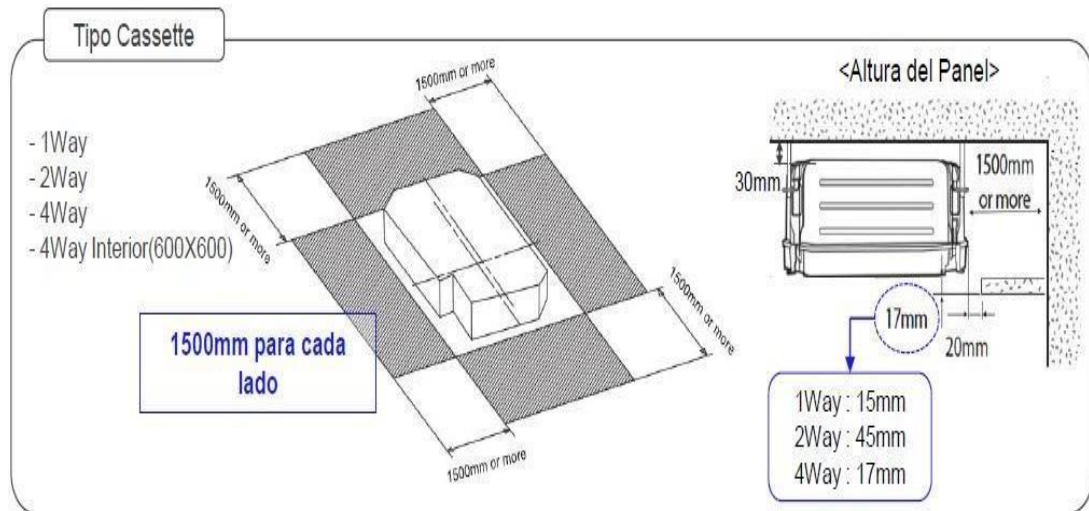 Tipo Cassette
- 1Way
- 2Way
- 4Way
- 4Way Interior(600X600)
1500mm or more
1500mm or more
1500mm or more
1500mm or more
1500mm para cada
lado
<Altura del Panel>
30mm
1500mm
or more
17mm
20mm
1Way : 15mm
2Way : 45mm
4Way : 17mm